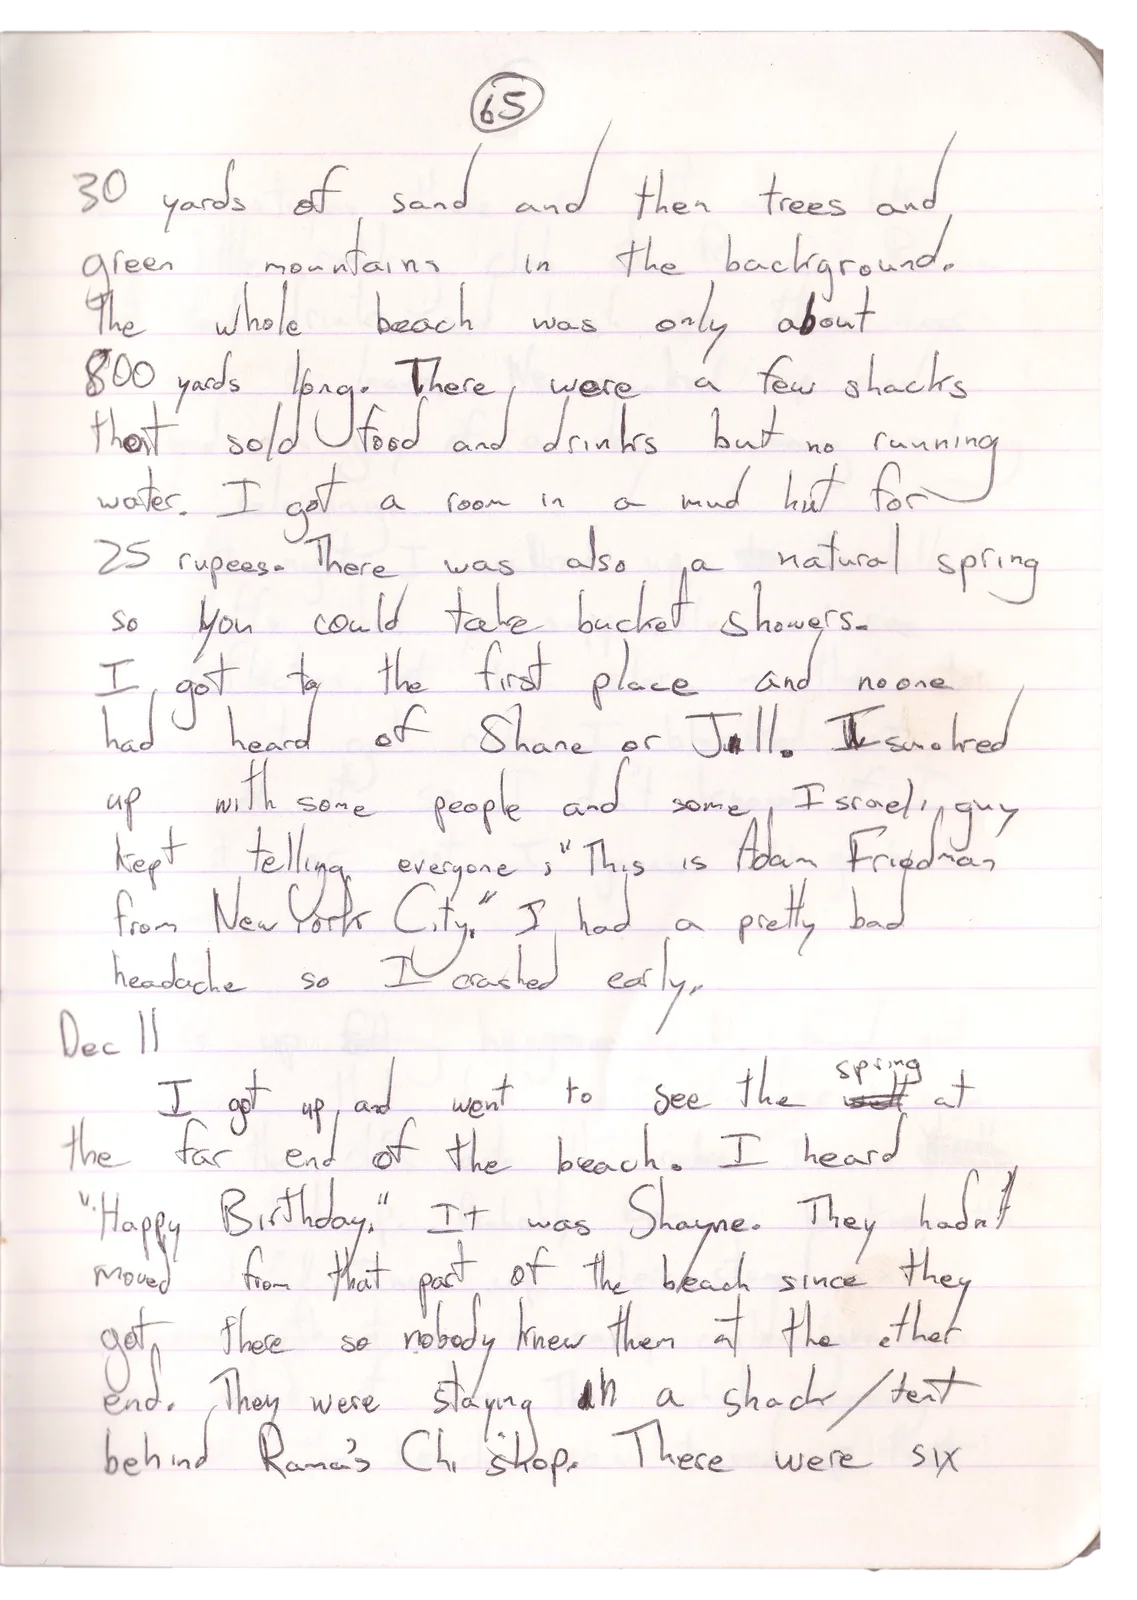 65
30 yards of sand and then trees and
green mountains in the background.
The whole beach was only about
800 yards long. There were a few shacks
that sold food and drinks but no running
water. I got a room in a mud hut for
25 rupees. There was also a natural spring
so you could take bucket showers.
I got to the first place and noone
had heard of Shane or Jill. I smoked
up with some people and some Israeli guy
kept telling everyone, "This is Adam Friedman
from New York City." I had a pretty bad
headache so I crashed early.
Dec 11
I got up and went to see the spring at
the far end of the beach. I heard
"Happy Birthday." It was Shayne. They hadn't
moved from that part of the beach since they
got there so nobody knew them at the other
end. They were staying in a shack/tent
behind Rama's Chi shop. There were six